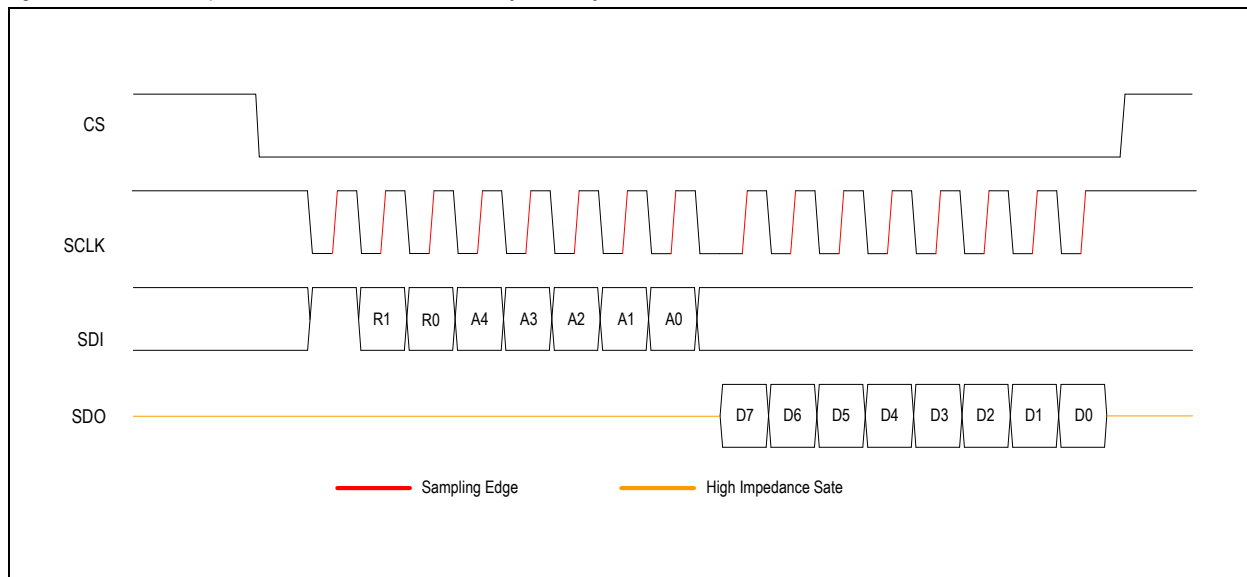 CS
SCLK
SDI
R1 R0 A4 A3 A2 A1 A0
SDO
D7 D6 D5 D4 D3 D2 D1 D0
Sampling Edge High Impedance Sate